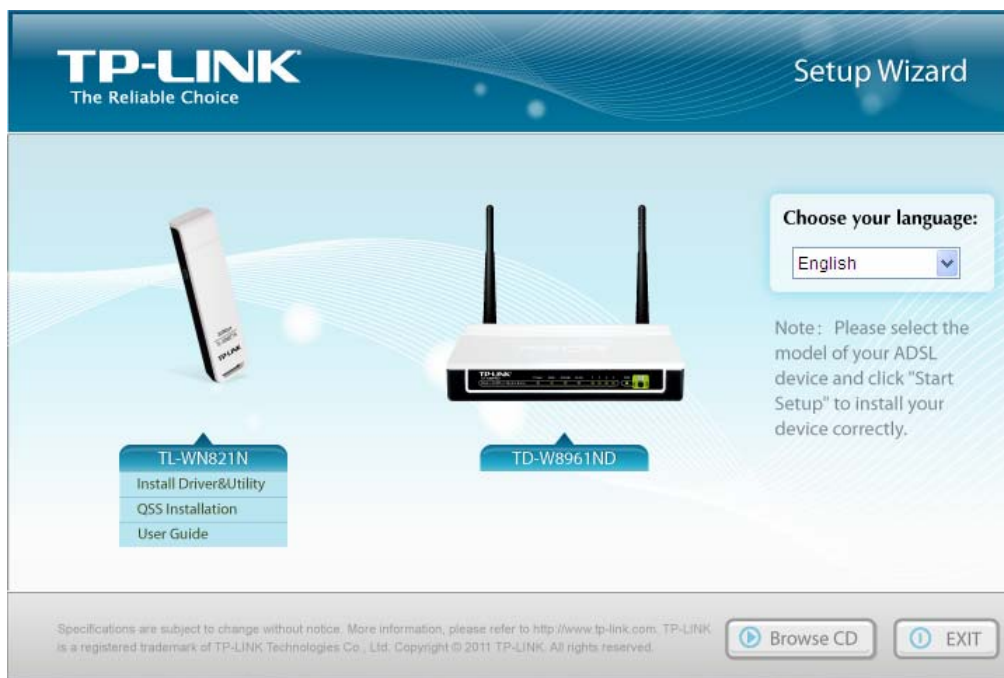 TP-LINK
The Reliable Choice
Setup Wizard
Choose your language:
English
Note: Please select the
model of your ADSL
device and click "Start
Setup" to install your
device correctly.
TP-LINK
TP-LINK
TL-WN821N
Install Driver&Utility
QSS Installation
User Guide
TD-W8961ND
Specifications are subject to change without notice. More information, please refer to http://www.tp-link.com. TP-LINK
is a registered trademark of TP-LINK Technologies Co., Ltd. Copyright © 2011 TP-LINK. All rights reserved.
Browse CD
EXIT